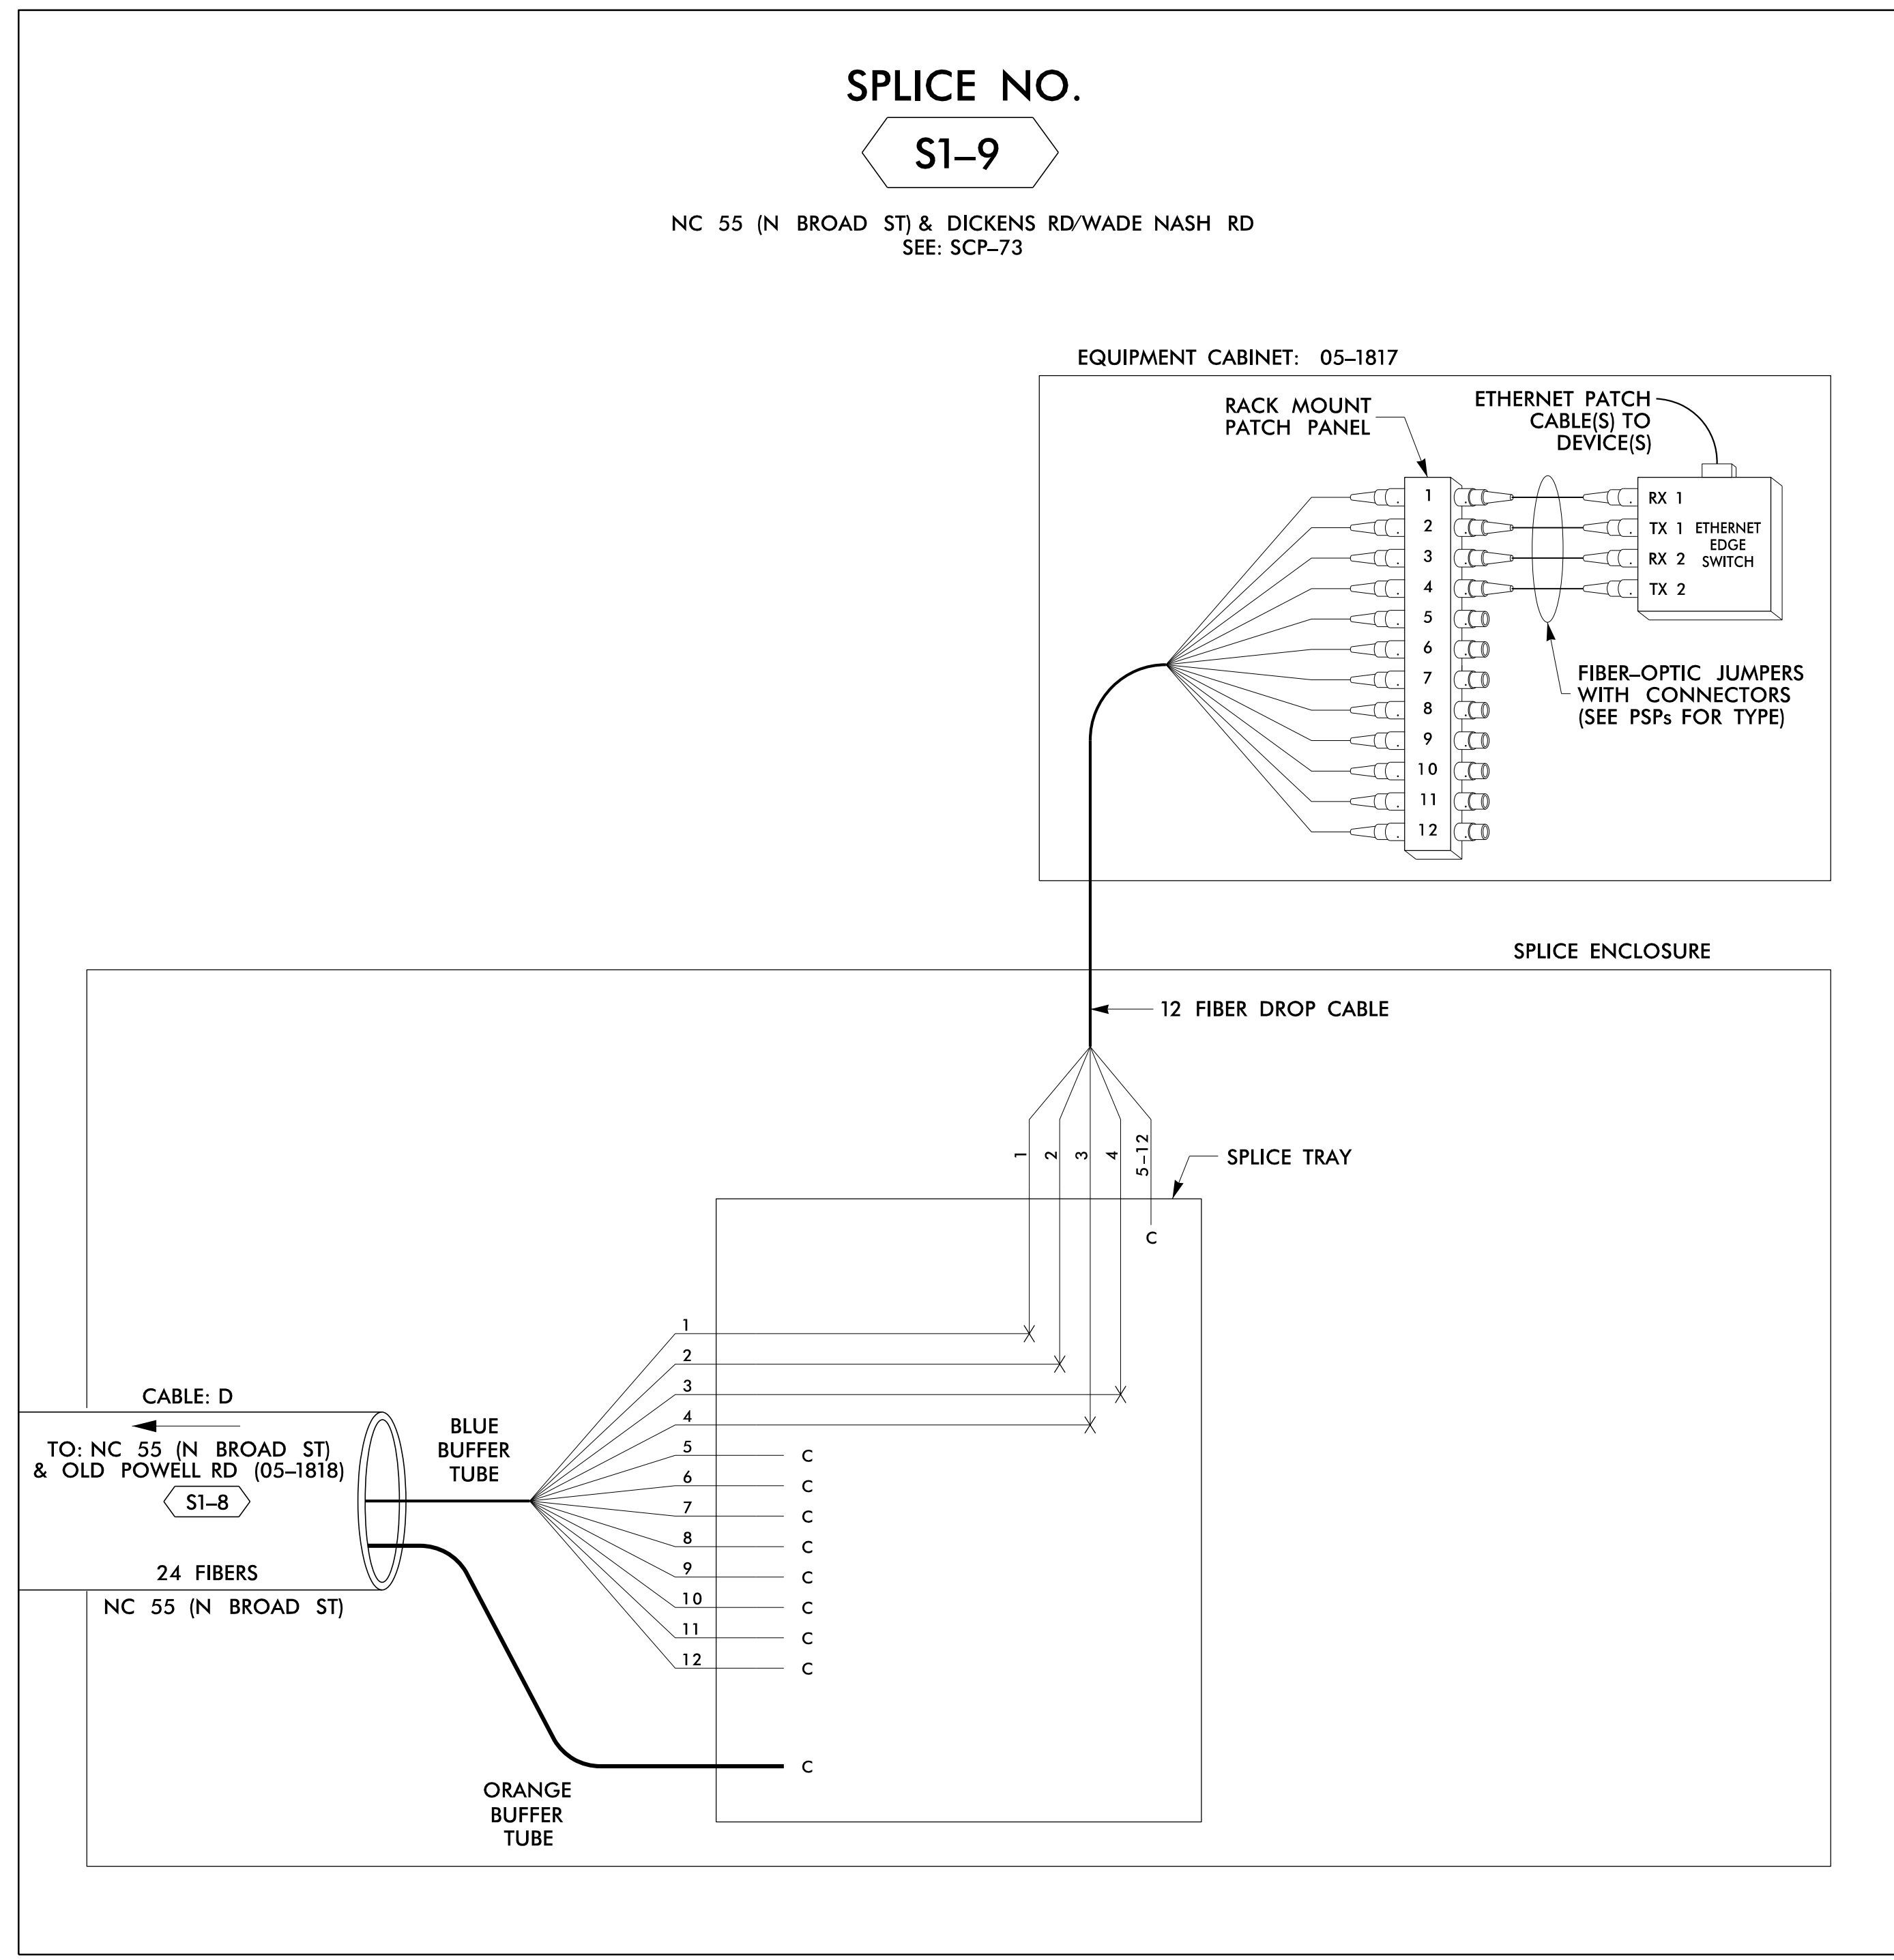 SPLICE NO.
S1–9
NC 55 (N BROAD ST) & DICKENS RD/WADE NASH RD
SEE: SCP–73
EQUIPMENT CABINET: 05–1817
RACK MOUNT
PATCH PANEL
ETHERNET PATCH
CABLE(S) TO
DEVICE(S)
1
2
3
4
5
6
7
8
9
10
11
12
RX 1
TX 1
RX 2
TX 2
ETHERNET
EDGE
SWITCH
FIBER–OPTIC JUMPERS
WITH CONNECTORS
(SEE PSPs FOR TYPE)
SPLICE ENCLOSURE
12 FIBER DROP CABLE
1
2
3
4
5–12
SPLICE TRAY
C
CABLE: D
TO: NC 55 (N BROAD ST)
& OLD POWELL RD (05–1818)
S1–8
24 FIBERS
NC 55 (N BROAD ST)
BLUE
BUFFER
TUBE
1
2
3
4
5 C
6 C
7 C
8 C
9 C
10 C
11 C
12 C
C
ORANGE
BUFFER
TUBE